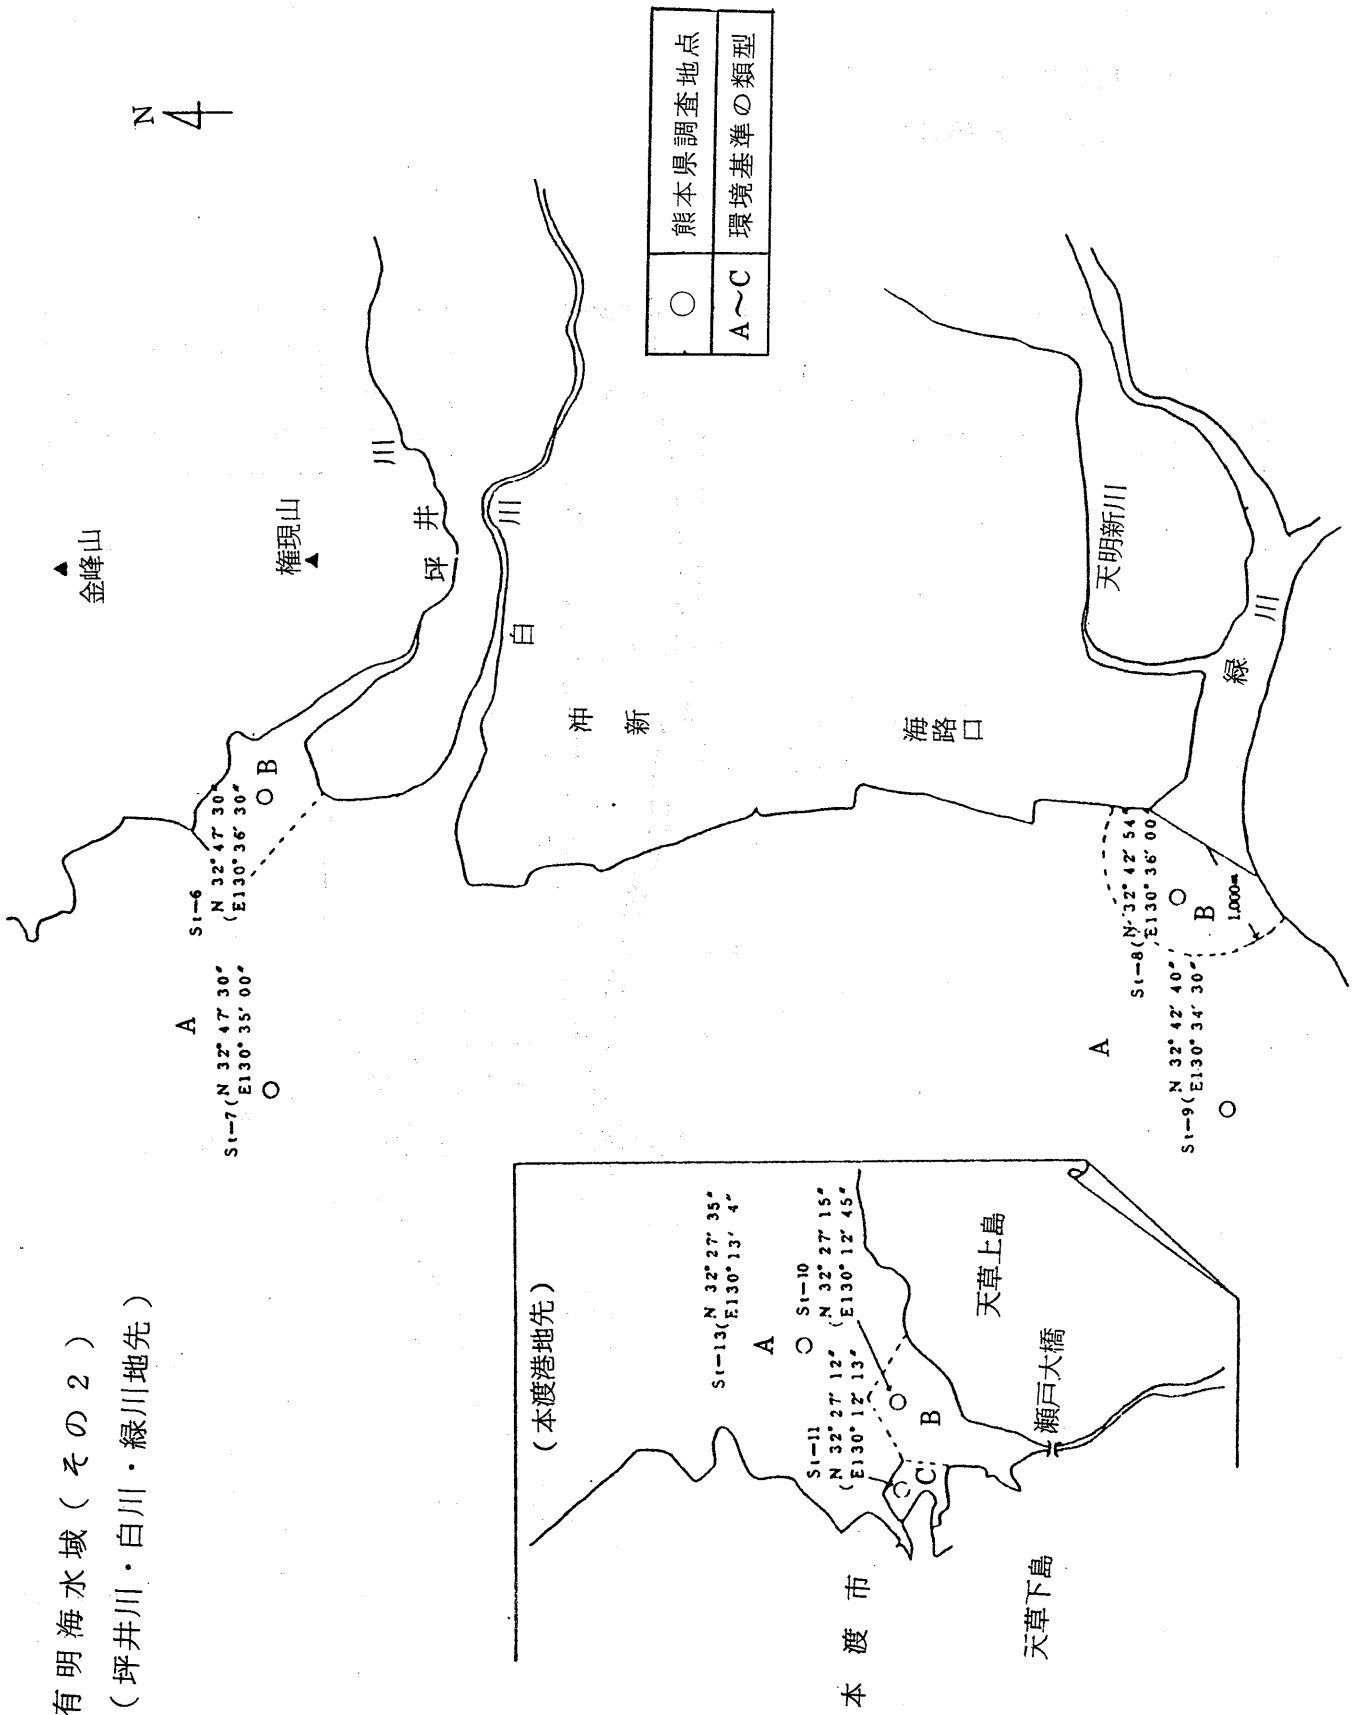 有明海水域（その２）
（坪井川・白川・緑川地先）
N
金峰山
権現山
坪井川
白川
沖新
海路口
天明新川
緑川
○ 熊本県調査地点
A～C 環境基準の類型
St-6
(N 32° 47′ 30″
E130° 36′ 30″
B
A
St-7(N 32° 47′ 30″
E130° 35′ 00″
St-8(N 32° 42′ 54″
E130° 36′ 00″
B
1,000m
A
St-9(N 32° 42′ 40″
E130° 34′ 30″
（本渡港地先）
St-13(N 32° 27′ 35″
E130° 13′ 4″
A
St-10
(N 32° 27′ 15″
E130° 12′ 45″
St-11
(N 32° 27′ 12″
E130° 12′ 13″
B
C
天草上島
瀬戸大橋
本渡市
天草下島